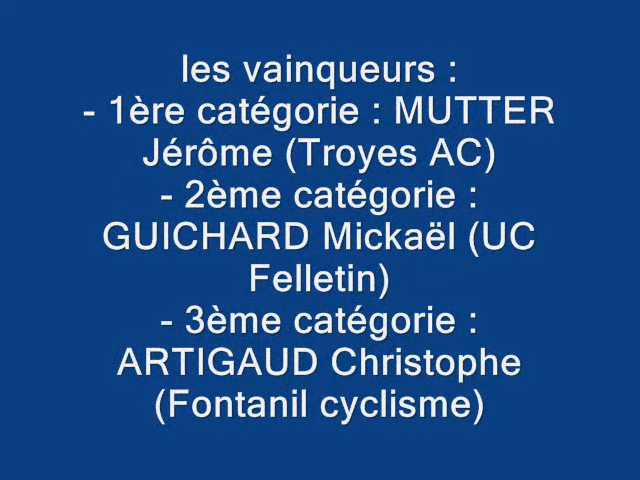 les vainqueurs :
- 1ère catégorie : MUTTER
Jérôme (Troyes AC)
- 2ème catégorie :
GUICHARD Mickaël (UC
Felletin)
- 3ème catégorie :
ARTIGAUD Christophe
(Fontanil cyclisme)